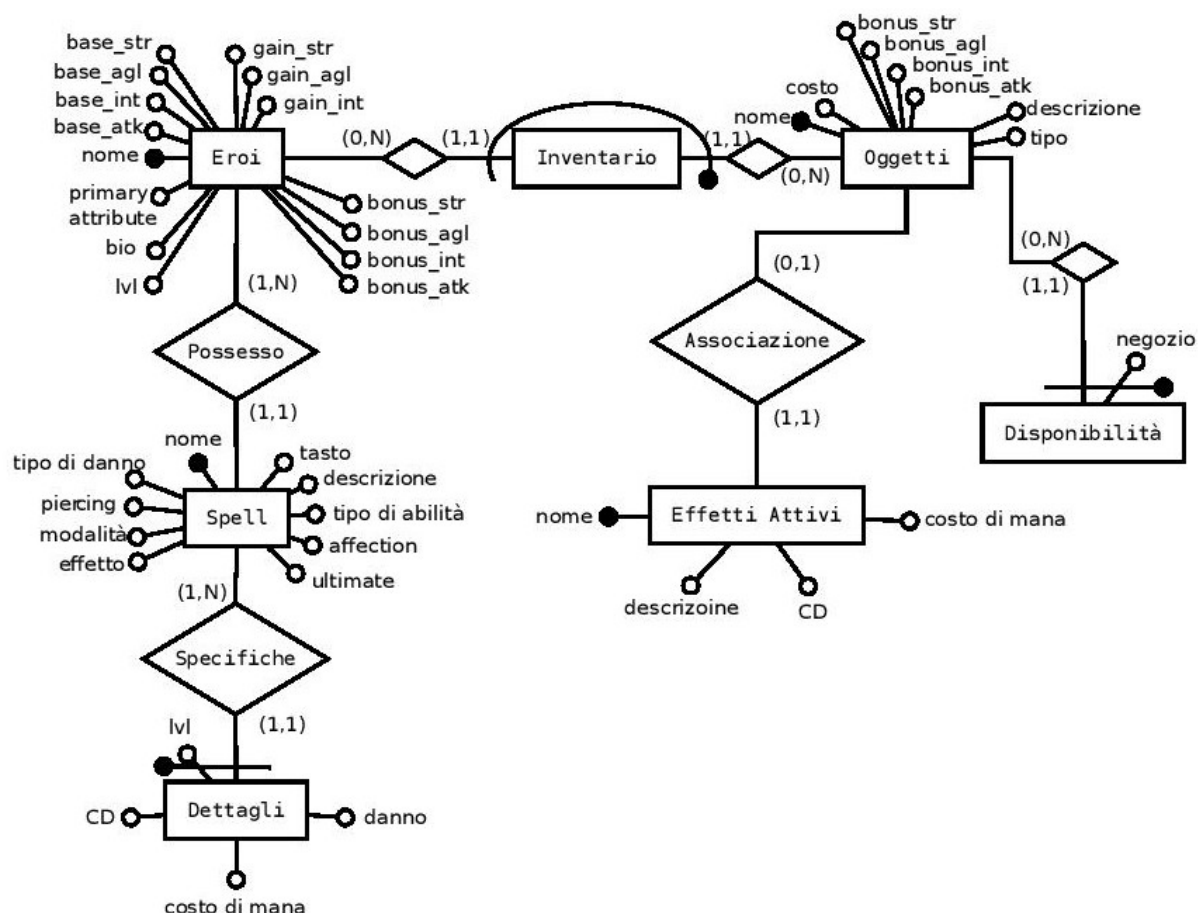 bonus_str
base_str
gain_str
bonus_agl
base_agl
gain_agl
bonus_int
base_int
gain_int
costo
bonus_atk
descrizione
base_atk
(0,N)
(1,1)
nome
(1,1)
tipo
nome
Eroi
Inventario
Oggetti
(0,N)
primary
attribute
bonus_str
bonus_agl
(0,N)
bio
bonus_int
(0,1)
(1,1)
lvl
(1,N)
bonus_atk
Possesso
Associazione
negozio
(1,1)
(1,1)
Disponibilità
nome
tasto
tipo di danno
descrizione
piercing
Spell
tipo di abilità
nome
Effetti Attivi
costo di mana
modalità
affection
effetto
ultimate
(1,N)
descrizoine
CD
Specifiche
(1,1)
lvl
CD
Dettagli
danno
costo di mana